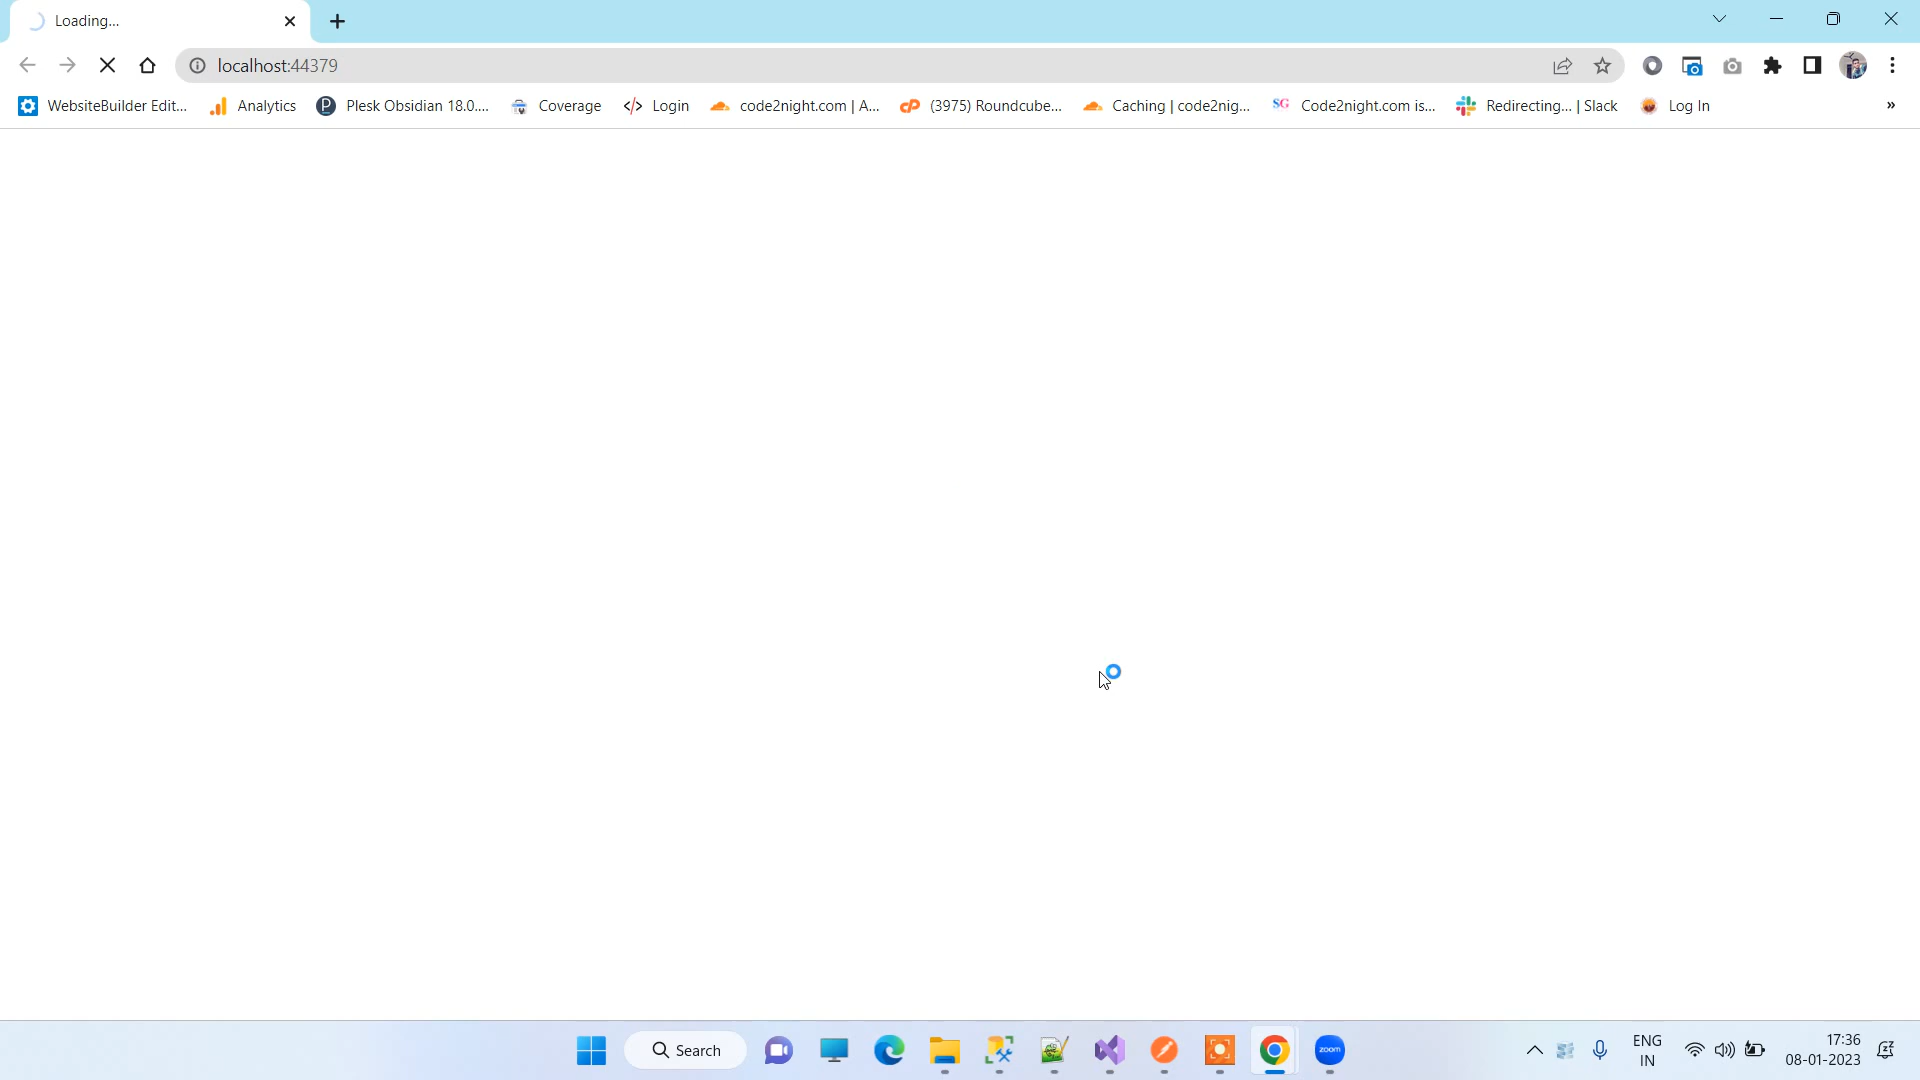 Loading...
localhost:44379
WebsiteBuilder Edit...
Analytics
Plesk Obsidian 18.0....
Coverage
Login
code2night.com | A...
(3975) Roundcube...
Caching | code2nig...
Code2night.com is...
Redirecting... | Slack
Log In
»
Search
zoom
ENG
IN
17:36
08-01-2023